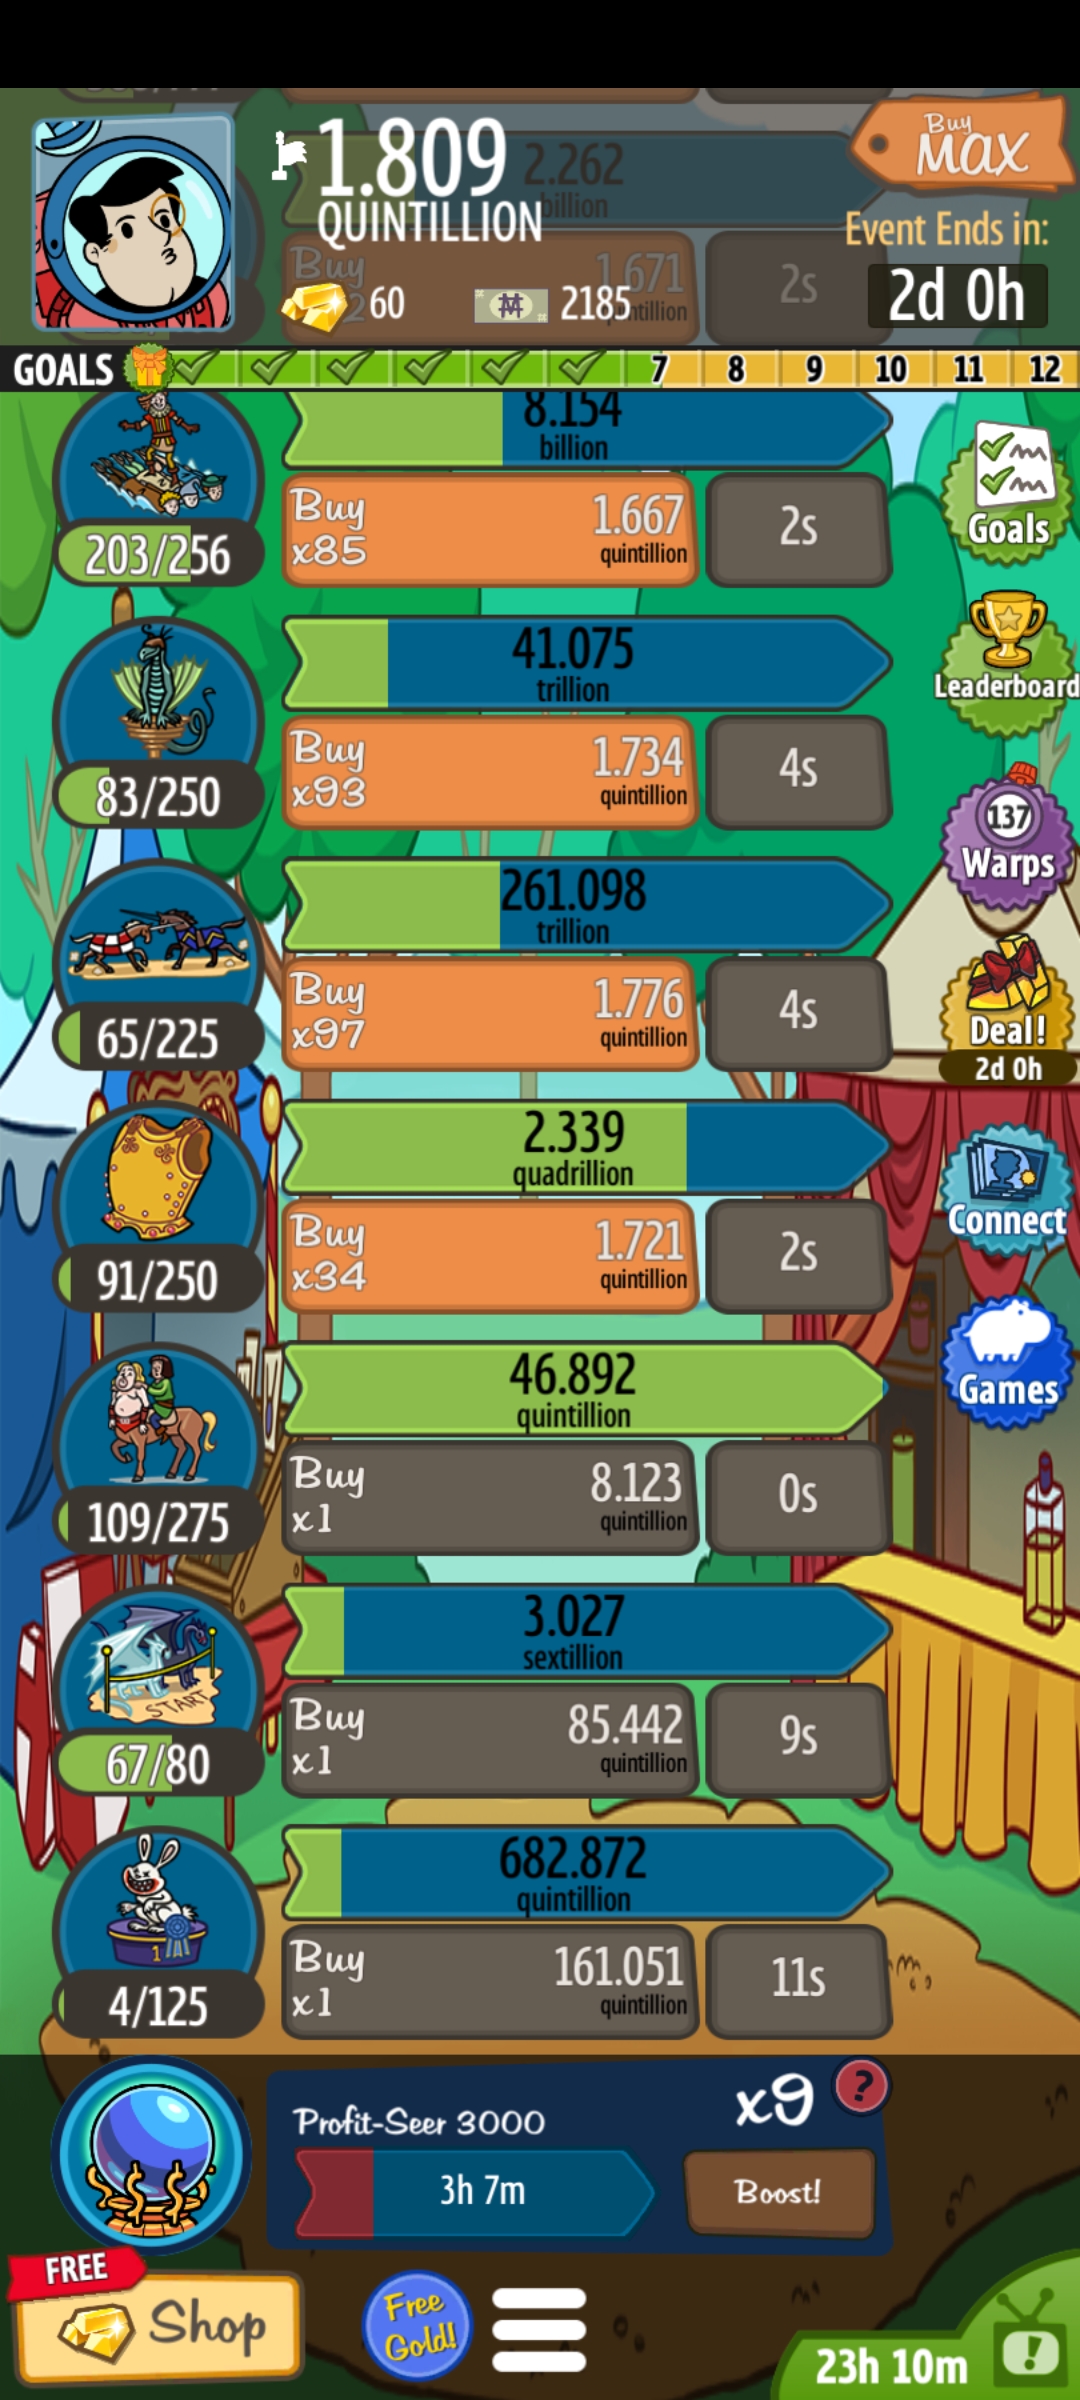 1.809
QUINTILLION
2.262
billion
Buy
MAX
Event Ends in:
2d 0h
Buy
1.671
2s
60
2185
GOALS
7 8 9 10 11 12
8.154
billion
Buy
x85
1.667
quintillion
2s
203/256
Goals
41.075
trillion
Buy
x93
1.734
quintillion
4s
83/250
Leaderboard
261.098
trillion
Buy
x97
1.776
quintillion
4s
65/225
137
Warps
Deal!
2d 0h
2.339
quadrillion
Buy
x34
1.721
quintillion
2s
91/250
Connect
46.892
quintillion
Buy
x1
8.123
quintillion
0s
109/275
Games
3.027
sextillion
START
Buy
x1
85.442
quintillion
9s
67/80
682.872
quintillion
1
Buy
x1
161.051
quintillion
11s
4/125
Profit-Seer 3000
x9
?
3h 7m
Boost!
FREE
Shop
Free
Gold!
23h 10m
!